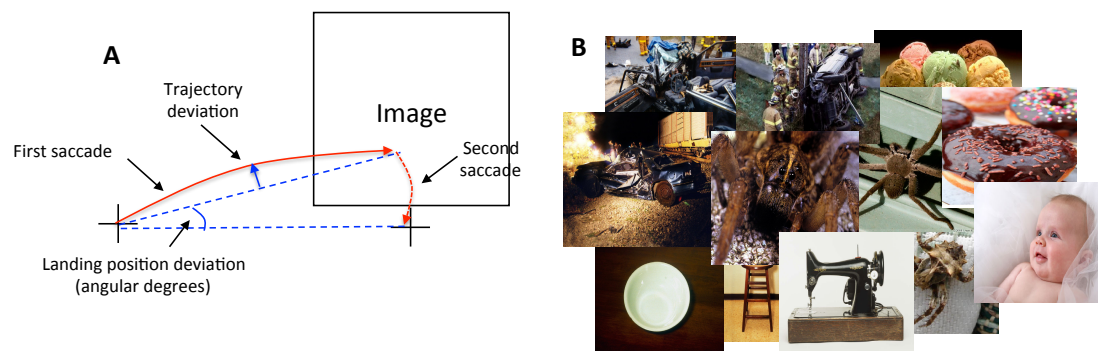 A
Trajectory
deviation
First saccade
Image
Second
saccade
Landing position deviation
(angular degrees)
B